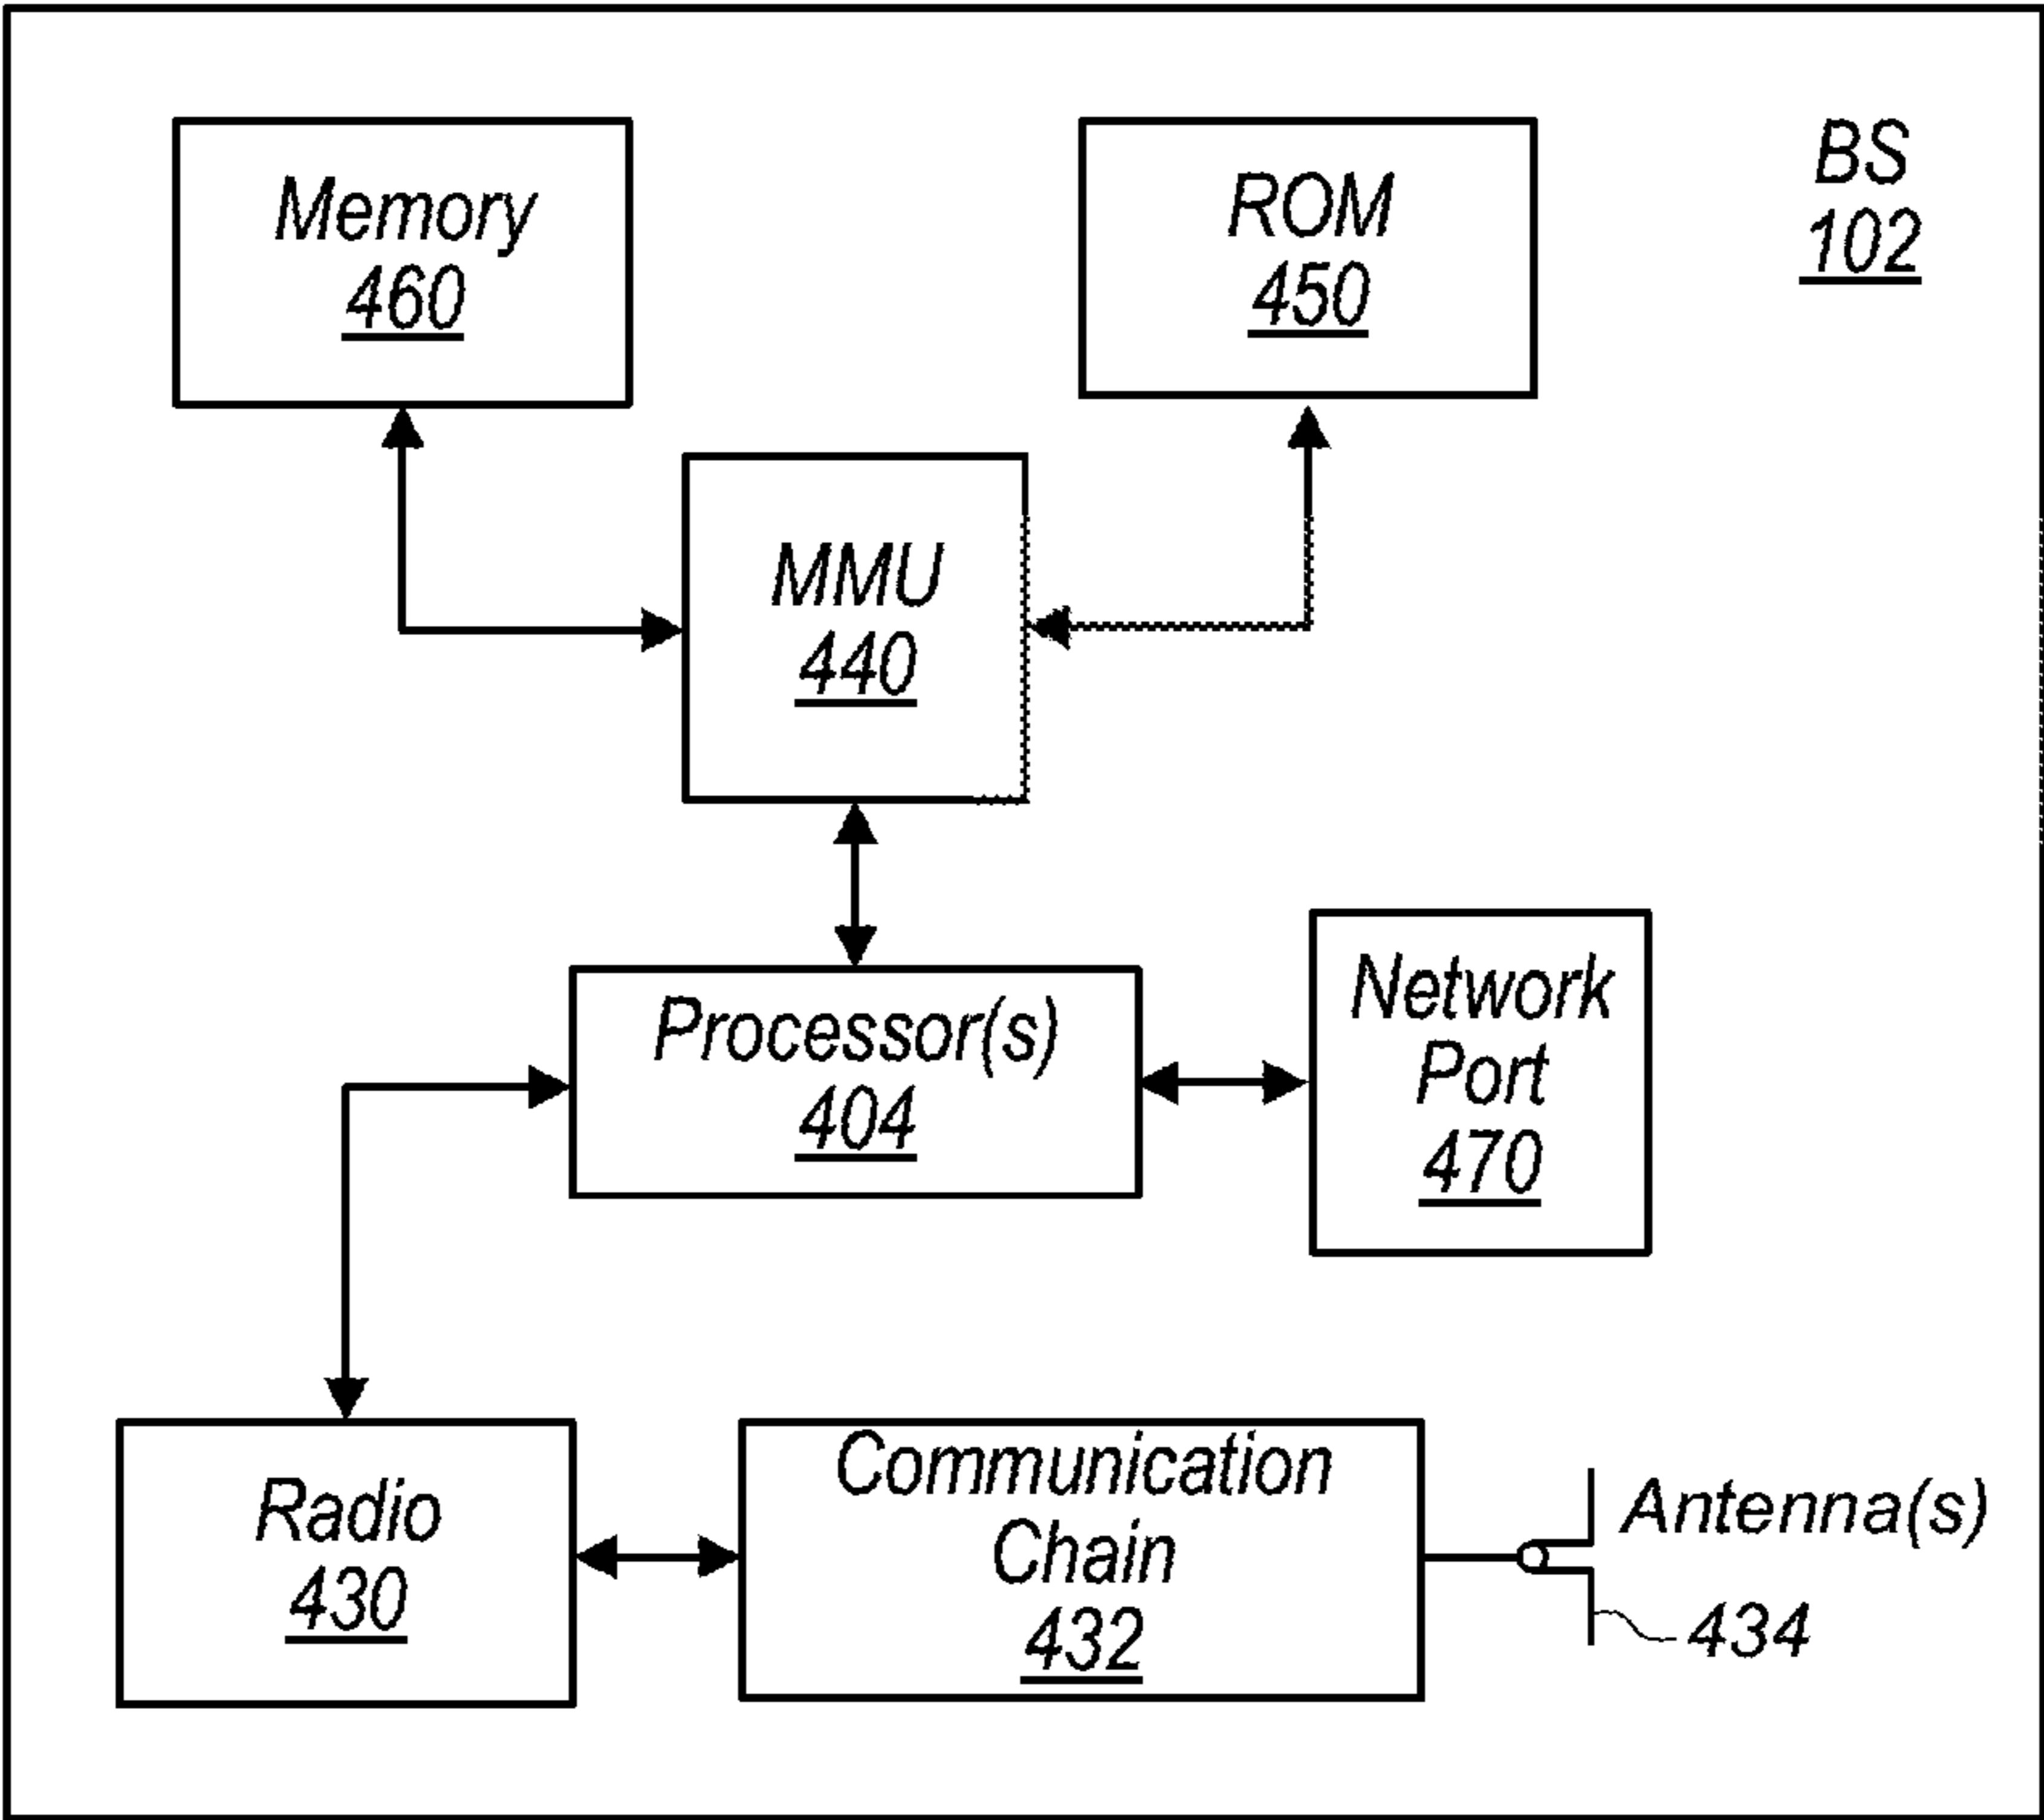 BS
102
Memory
460
ROM
450
MMU
440
Processor(s)
404
Network
Port
470
Radio
430
Communication
Chain
432
Antenna(s)
434